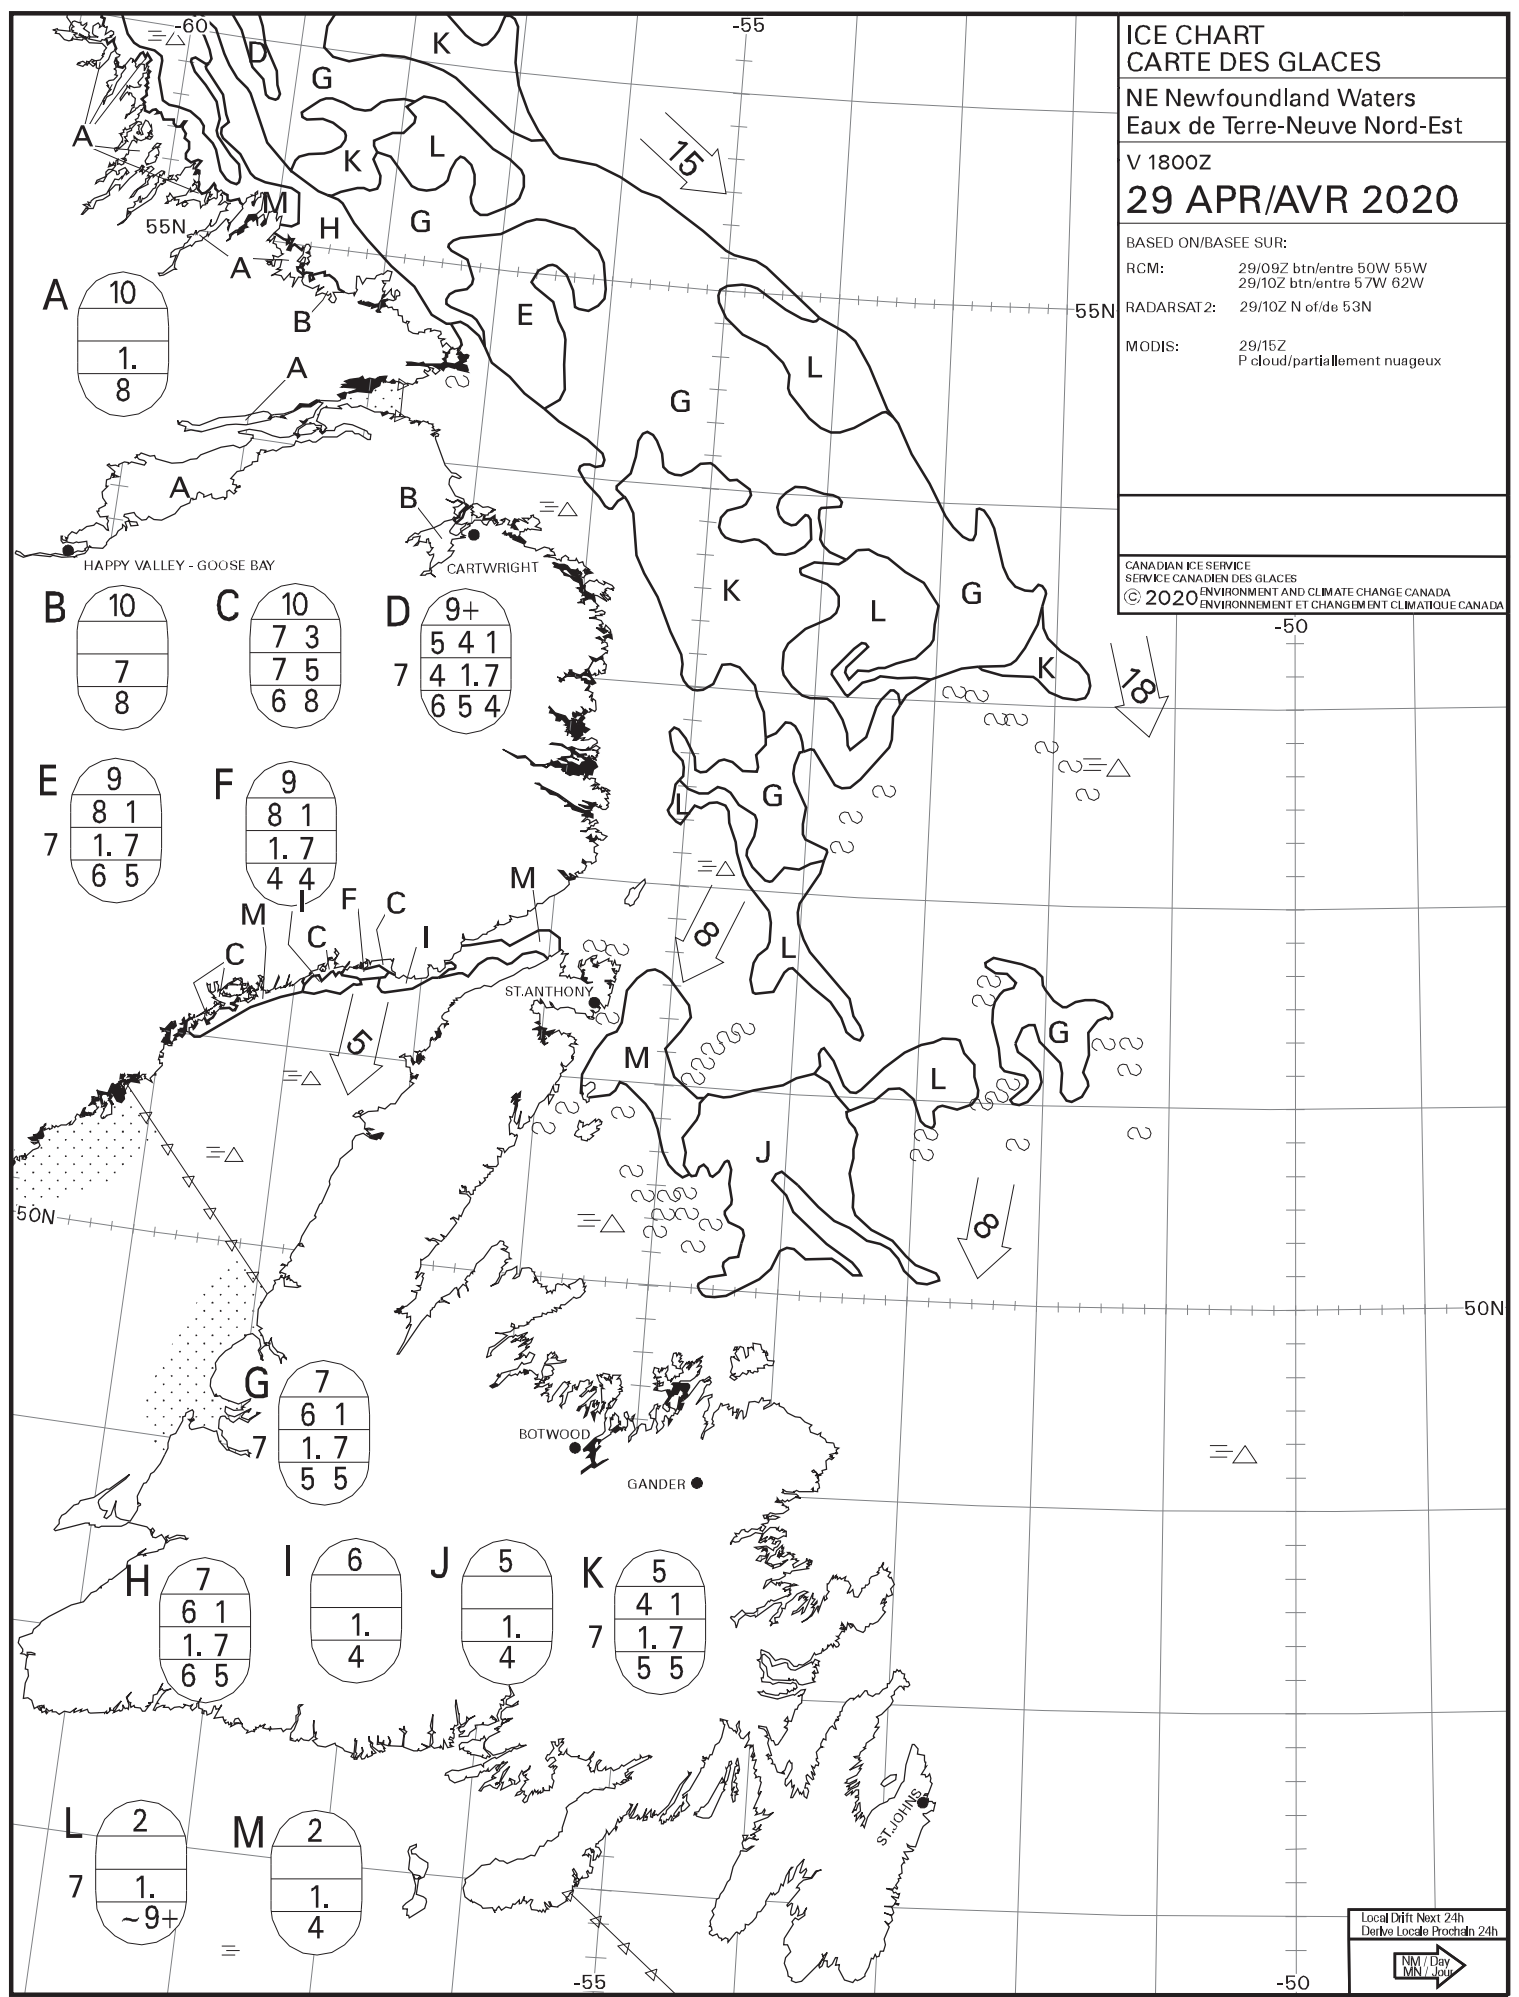 -60
-55
ICE CHART
CARTE DES GLACES
NE Newfoundland Waters
Eaux de Terre-Neuve Nord-Est
V 1800Z
29 APR/AVR 2020
BASED ON/BASEE SUR:
RCM: 29/09Z btn/entre 50W 55W
29/10Z btn/entre 57W 62W
RADARSAT2: 29/10Z N of/de 53N
MODIS: 29/15Z
P cloud/partiallement nuageux
CANADIAN ICE SERVICE
SERVICE CANADIEN DES GLACES
© 2020 ENVIRONMENT AND CLIMATE CHANGE CANADA
ENVIRONNEMENT ET CHANGEMENT CLIMATIQUE CANADA
D
K
G
A
K
L
15
M
H
G
55N
A
55N
A
10
1.
8
B
E
A
L
G
A
B
HAPPY VALLEY - GOOSE BAY
CARTWRIGHT
K
L
G
K
18
-50
B
10
7
8
C
10
7 3
7 5
6 8
D
9+
5 4 1
7 4 1. 7
6 5 4
E
9
8 1
7 1. 7
6 5
F
9
8 1
1. 7
4 4
L
G
M
M
I
F
C
C
C
I
8
L
ST.ANTHONY
5
M
G
L
J
8
50N
50N
G
7
6 1
7 1. 7
5 5
BOTWOOD
GANDER
H
7
6 1
1. 7
6 5
I
6
1.
4
J
5
1.
4
K
5
4 1
7 1. 7
5 5
ST.JOHNS
L
2
7 1.
~9+
M
2
1.
4
-55
-50
Local Drift Next 24h
Derive Locale Prochain 24h
NM / Day
MN / Jour